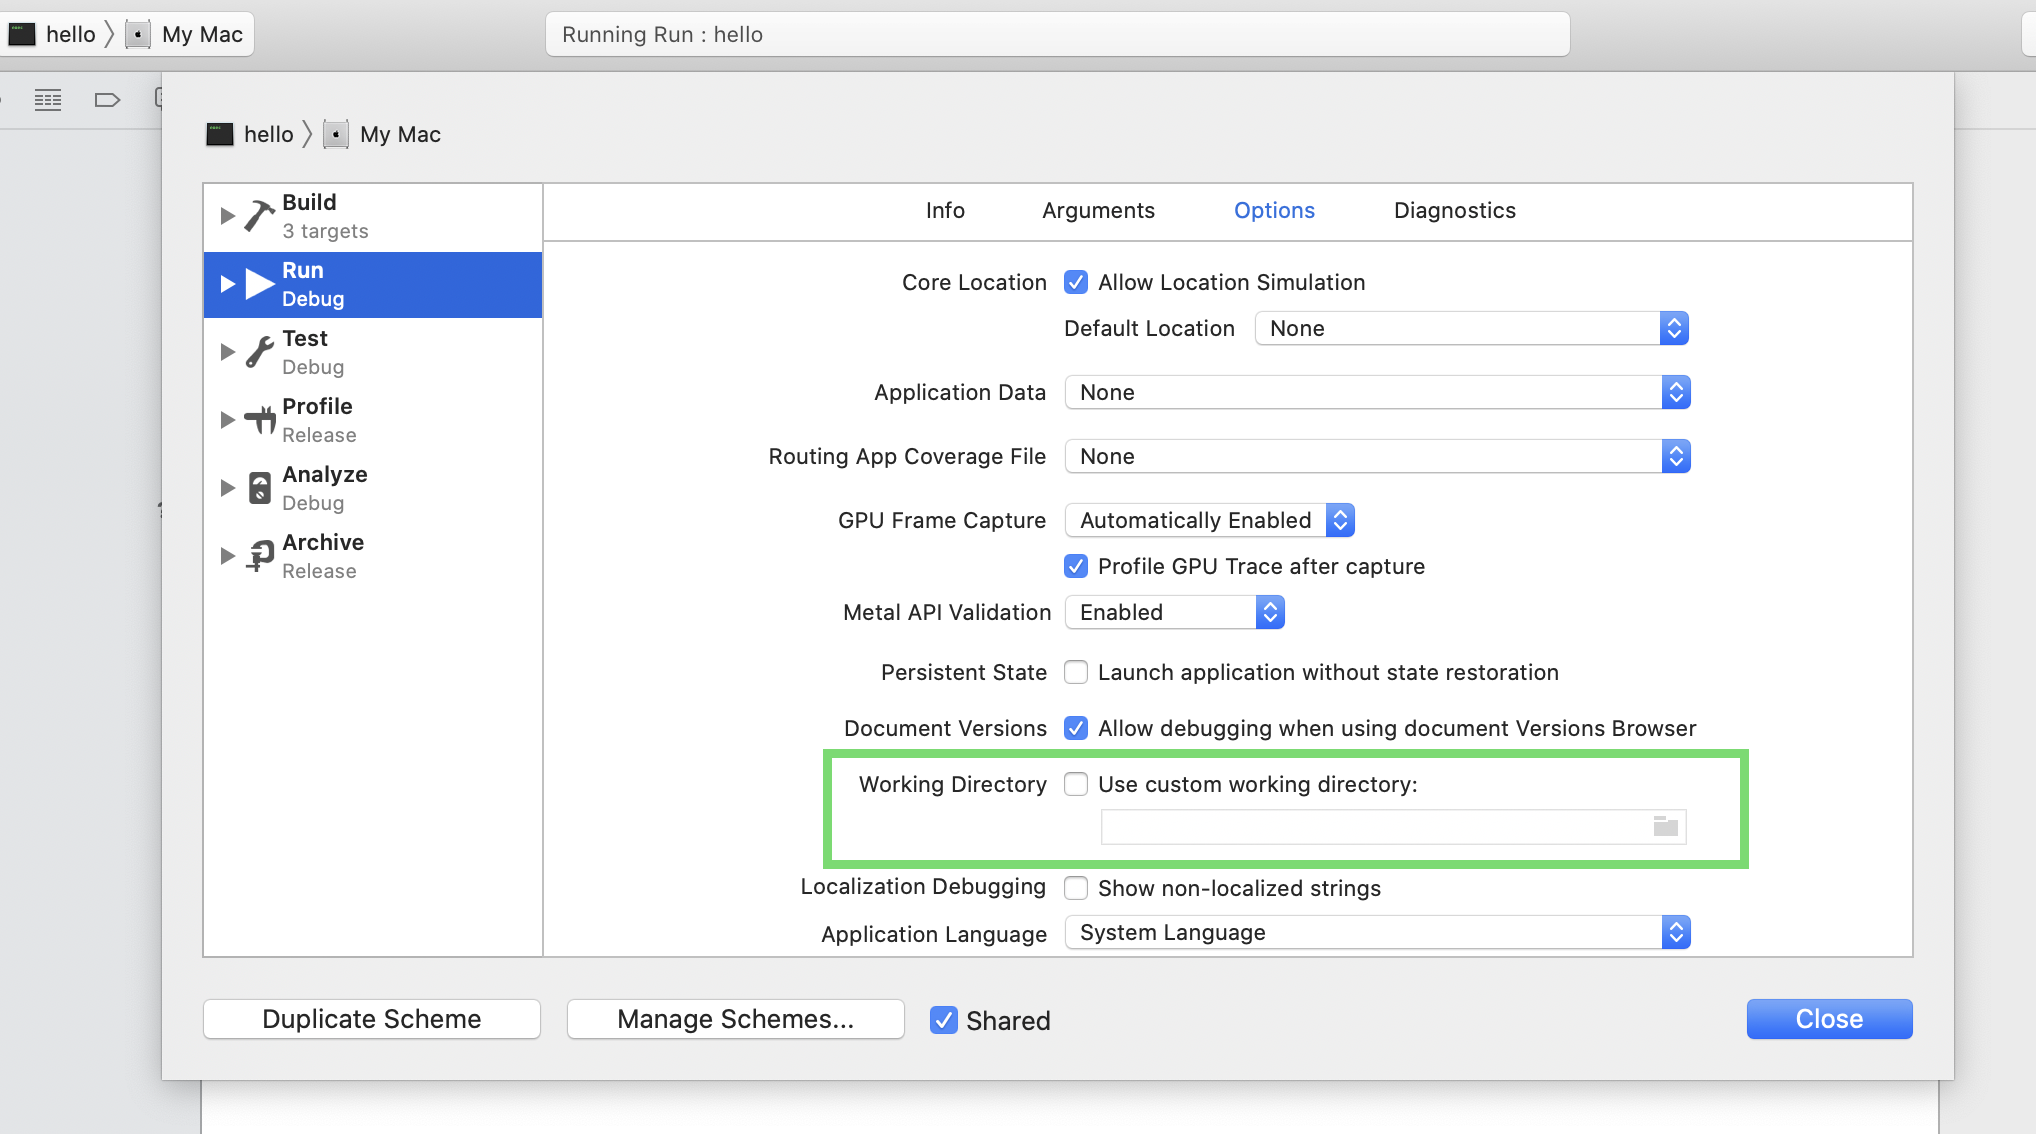 hello My Mac
Running Run : hello
hello My Mac
Build
3 targets
Run
Debug
Test
Debug
Profile
Release
Analyze
Debug
Archive
Release
Info Arguments Options Diagnostics
Core Location Allow Location Simulation
Default Location None
Application Data None
Routing App Coverage File None
GPU Frame Capture Automatically Enabled
Profile GPU Trace after capture
Metal API Validation Enabled
Persistent State Launch application without state restoration
Document Versions Allow debugging when using document Versions Browser
Working Directory Use custom working directory:
Localization Debugging Show non-localized strings
Application Language System Language
Duplicate Scheme Manage Schemes... Shared Close